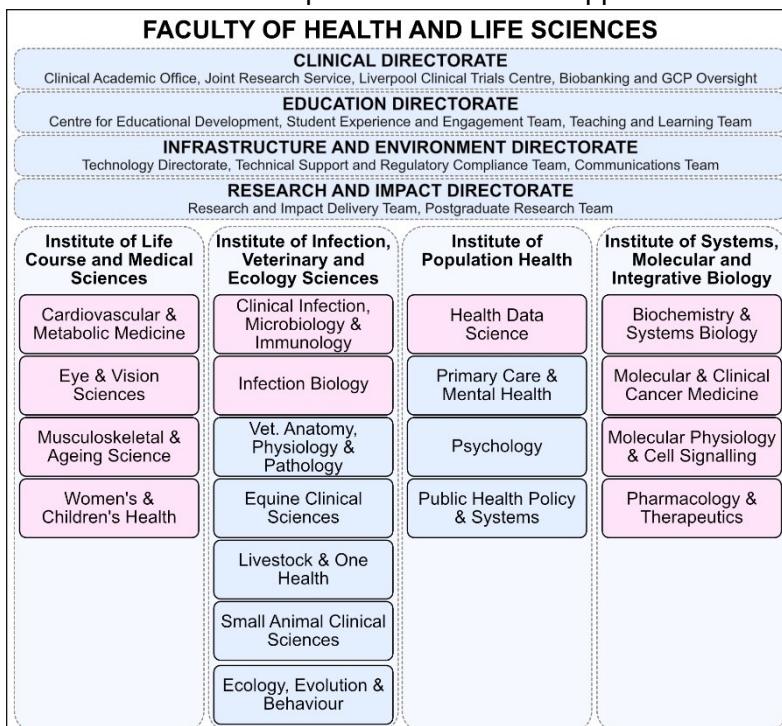 FACULTY OF HEALTH AND LIFE SCIENCES
CLINICAL DIRECTORATE
Clinical Academic Office, Joint Research Service, Liverpool Clinical Trials Centre, Biobanking and GCP Oversight
EDUCATION DIRECTORATE
Centre for Educational Development, Student Experience and Engagement Team, Teaching and Learning Team
INFRASTRUCTURE AND ENVIRONMENT DIRECTORATE
Technology Directorate, Technical Support and Regulatory Compliance Team, Communications Team
RESEARCH AND IMPACT DIRECTORATE
Research and Impact Delivery Team, Postgraduate Research Team
Institute of Life
Course and Medical
Sciences
Cardiovascular &
Metabolic Medicine
Eye & Vision
Sciences
Musculoskeletal &
Ageing Science
Women's &
Children's Health
Institute of Infection,
Veterinary and
Ecology Sciences
Clinical Infection,
Microbiology &
Immunology
Infection Biology
Vet. Anatomy,
Physiology &
Pathology
Equine Clinical
Sciences
Livestock & One
Health
Small Animal Clinical
Sciences
Ecology, Evolution &
Behaviour
Institute of
Population Health
Health Data
Science
Primary Care &
Mental Health
Psychology
Public Health Policy
& Systems
Institute of Systems,
Molecular and
Integrative Biology
Biochemistry &
Systems Biology
Molecular & Clinical
Cancer Medicine
Molecular Physiology
& Cell Signalling
Pharmacology &
Therapeutics